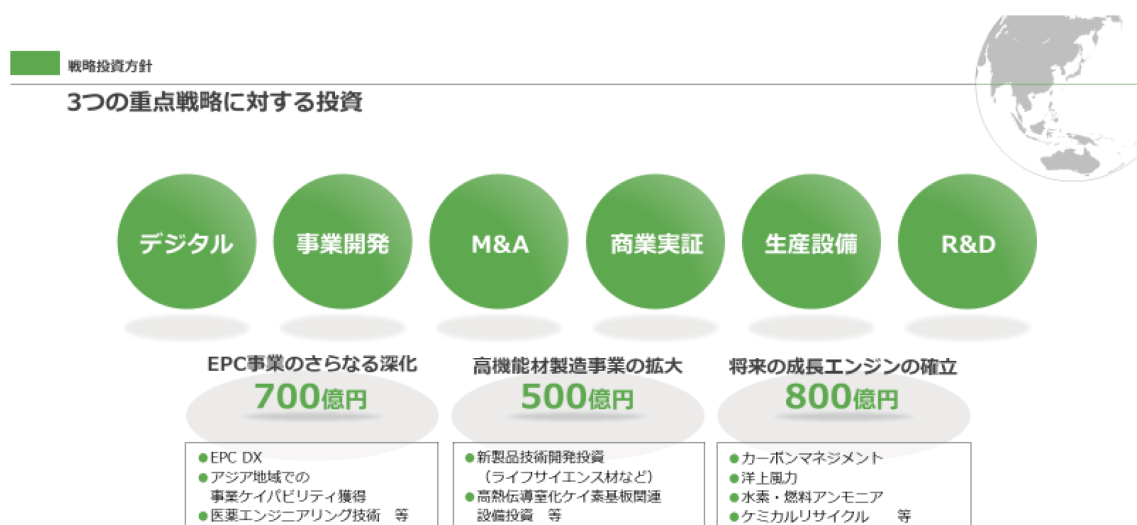 戦略投資方針
3つの重点戦略に対する投資
デジタル
事業開発
M&A
商業実証
生産設備
R&D
EPC事業のさらなる深化
700億円
高機能材製造事業の拡大
500億円
将来の成長エンジンの確立
800億円
●EPC DX
●アジア地域での
事業ケイパビリティ獲得
●医薬エンジニアリング技術　等
●新製品技術開発投資
（ライフサイエンス材など）
●高熱伝導窒化ケイ素基板関連
設備投資　等
●カーボンマネジメント
●洋上風力
●水素・燃料アンモニア
●ケミカルリサイクル　　等